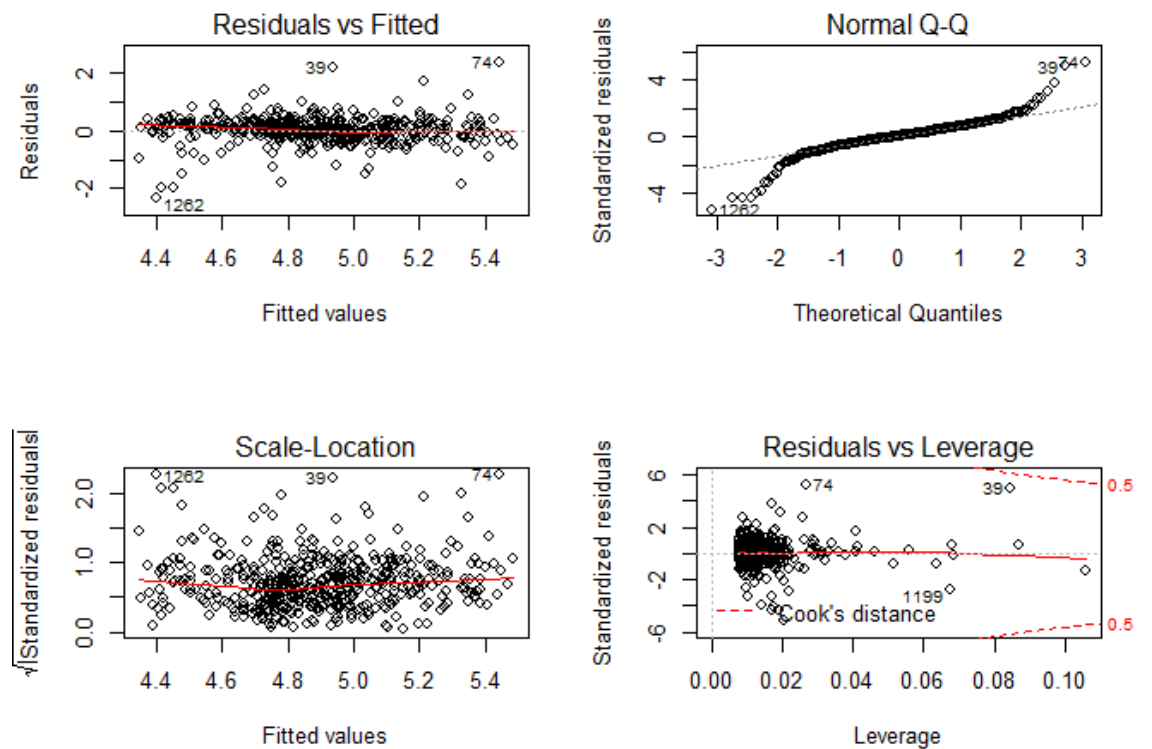 Residuals vs Fitted
Residuals
2
0
-2
39
74
1262
4.4 4.6 4.8 5.0 5.2 5.4
Fitted values
Normal Q-Q
Standardized residuals
4
0
-4
39
74
1262
-3 -2 -1 0 1 2 3
Theoretical Quantiles
Scale-Location
√|Standardized residuals|
2.0
1.0
0.0
1262
39
74
4.4 4.6 4.8 5.0 5.2 5.4
Fitted values
Residuals vs Leverage
Standardized residuals
6
2
-2
-6
74
39
0.5
1199
Cook's distance
0.5
0.00 0.02 0.04 0.06 0.08 0.10
Leverage